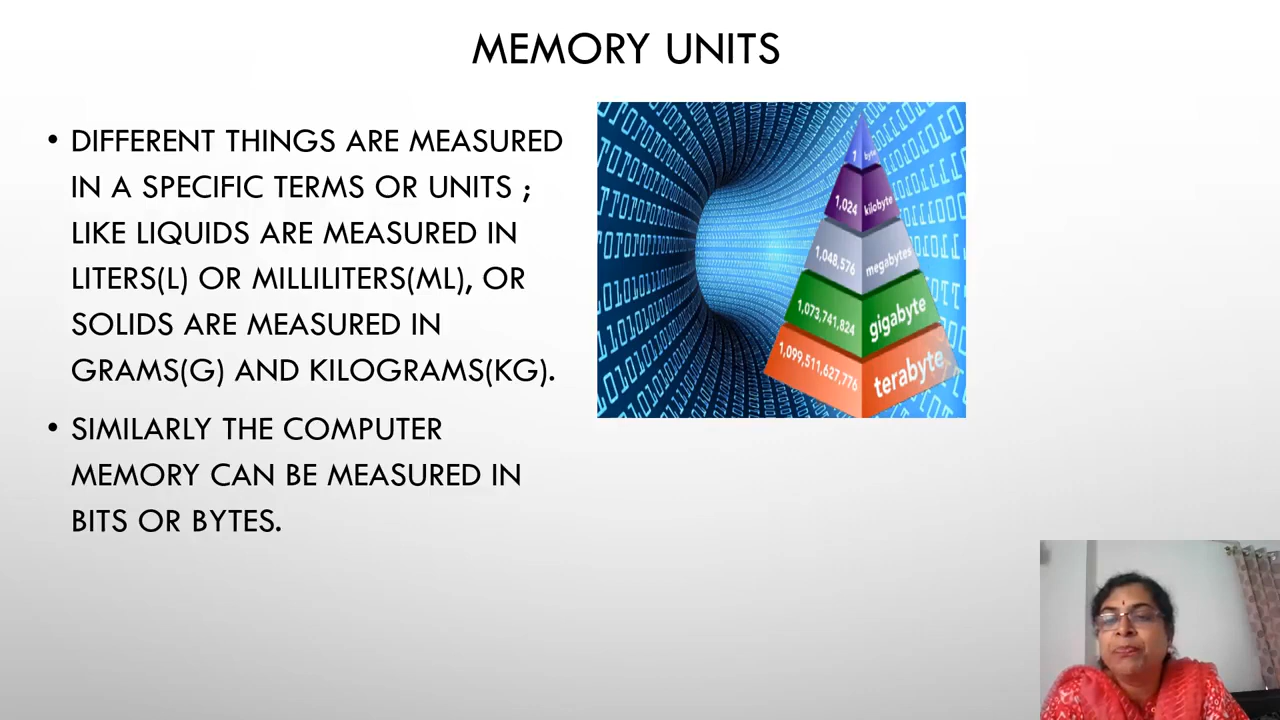 MEMORY UNITS
• DIFFERENT THINGS ARE MEASURED
IN A SPECIFIC TERMS OR UNITS ;
LIKE LIQUIDS ARE MEASURED IN
LITERS(L) OR MILLILITERS(ML), OR
SOLIDS ARE MEASURED IN
GRAMS(G) AND KILOGRAMS(KG).
• SIMILARLY THE COMPUTER
MEMORY CAN BE MEASURED IN
BITS OR BYTES.
1 byte
1,024 kilobyte
1,048,576 megabytes
1,073,741,824 gigabyte
1,099,511,627,776 terabyte